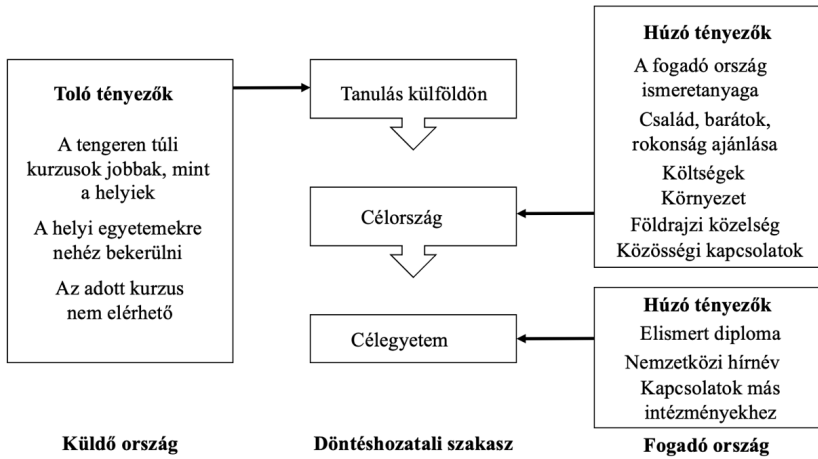 Toló tényezők
A tengeren túli
kurzusok jobbak, mint
a helyiek
A helyi egyetemekre
nehéz bekerülni
Az adott kurzus
nem elérhető
Küldő ország
Tanulás külföldön
Célország
Célegyetem
Döntéshozatali szakasz
Húzó tényezők
A fogadó ország
ismeretanyaga
Család, barátok,
rokonság ajánlása
Költségek
Környezet
Földrajzi közelség
Közösségi kapcsolatok
Húzó tényezők
Elismert diploma
Nemzetközi hírnév
Kapcsolatok más
intézményekhez
Fogadó ország